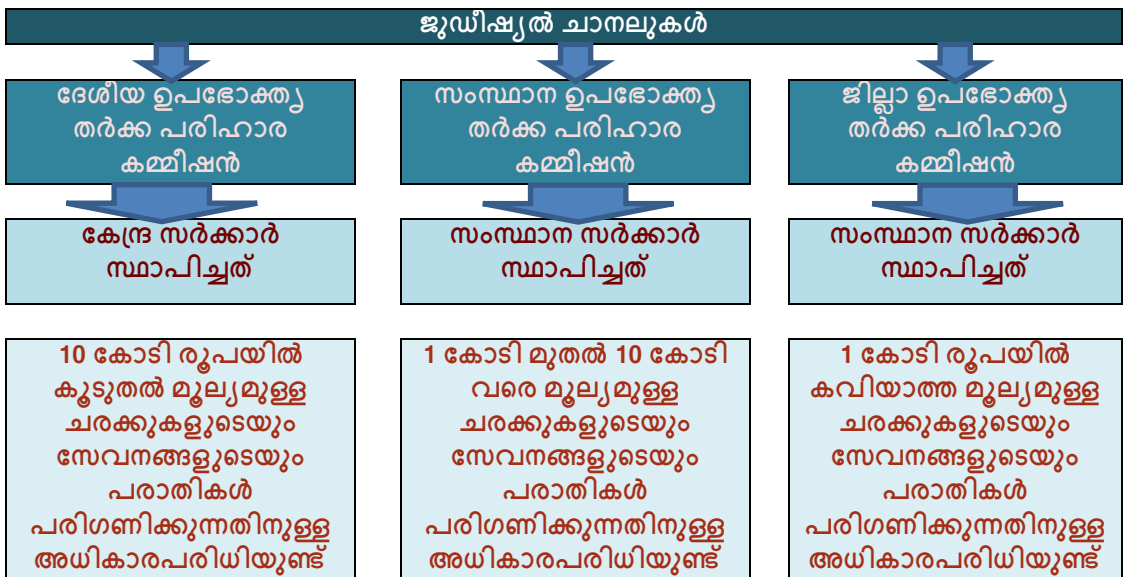 ജുഡീഷ്യൽ ചാനലുകൾ
ദേശീയ ഉപഭോക്തൃ
തർക്ക പരിഹാര
കമ്മീഷൻ
കേന്ദ്ര സർക്കാർ
സ്ഥാപിച്ചത്
10 കോടി രൂപയിൽ
കൂടുതൽ മൂല്യമുള്ള
ചരക്കുകളുടെയും
സേവനങ്ങളുടെയും
പരാതികൾ
പരിഗണിക്കുന്നതിനുള്ള
അധികാരപരിധിയുണ്ട്
സംസ്ഥാന ഉപഭോക്തൃ
തർക്ക പരിഹാര
കമ്മീഷൻ
സംസ്ഥാന സർക്കാർ
സ്ഥാപിച്ചത്
1 കോടി മുതൽ 10 കോടി
വരെ മൂല്യമുള്ള
ചരക്കുകളുടെയും
സേവനങ്ങളുടെയും
പരാതികൾ
പരിഗണിക്കുന്നതിനുള്ള
അധികാരപരിധിയുണ്ട്
ജില്ലാ ഉപഭോക്തൃ
തർക്ക പരിഹാര
കമ്മീഷൻ
സംസ്ഥാന സർക്കാർ
സ്ഥാപിച്ചത്
1 കോടി രൂപയിൽ
കവിയാത്ത മൂല്യമുള്ള
ചരക്കുകളുടെയും
സേവനങ്ങളുടെയും
പരാതികൾ
പരിഗണിക്കുന്നതിനുള്ള
അധികാരപരിധിയുണ്ട്